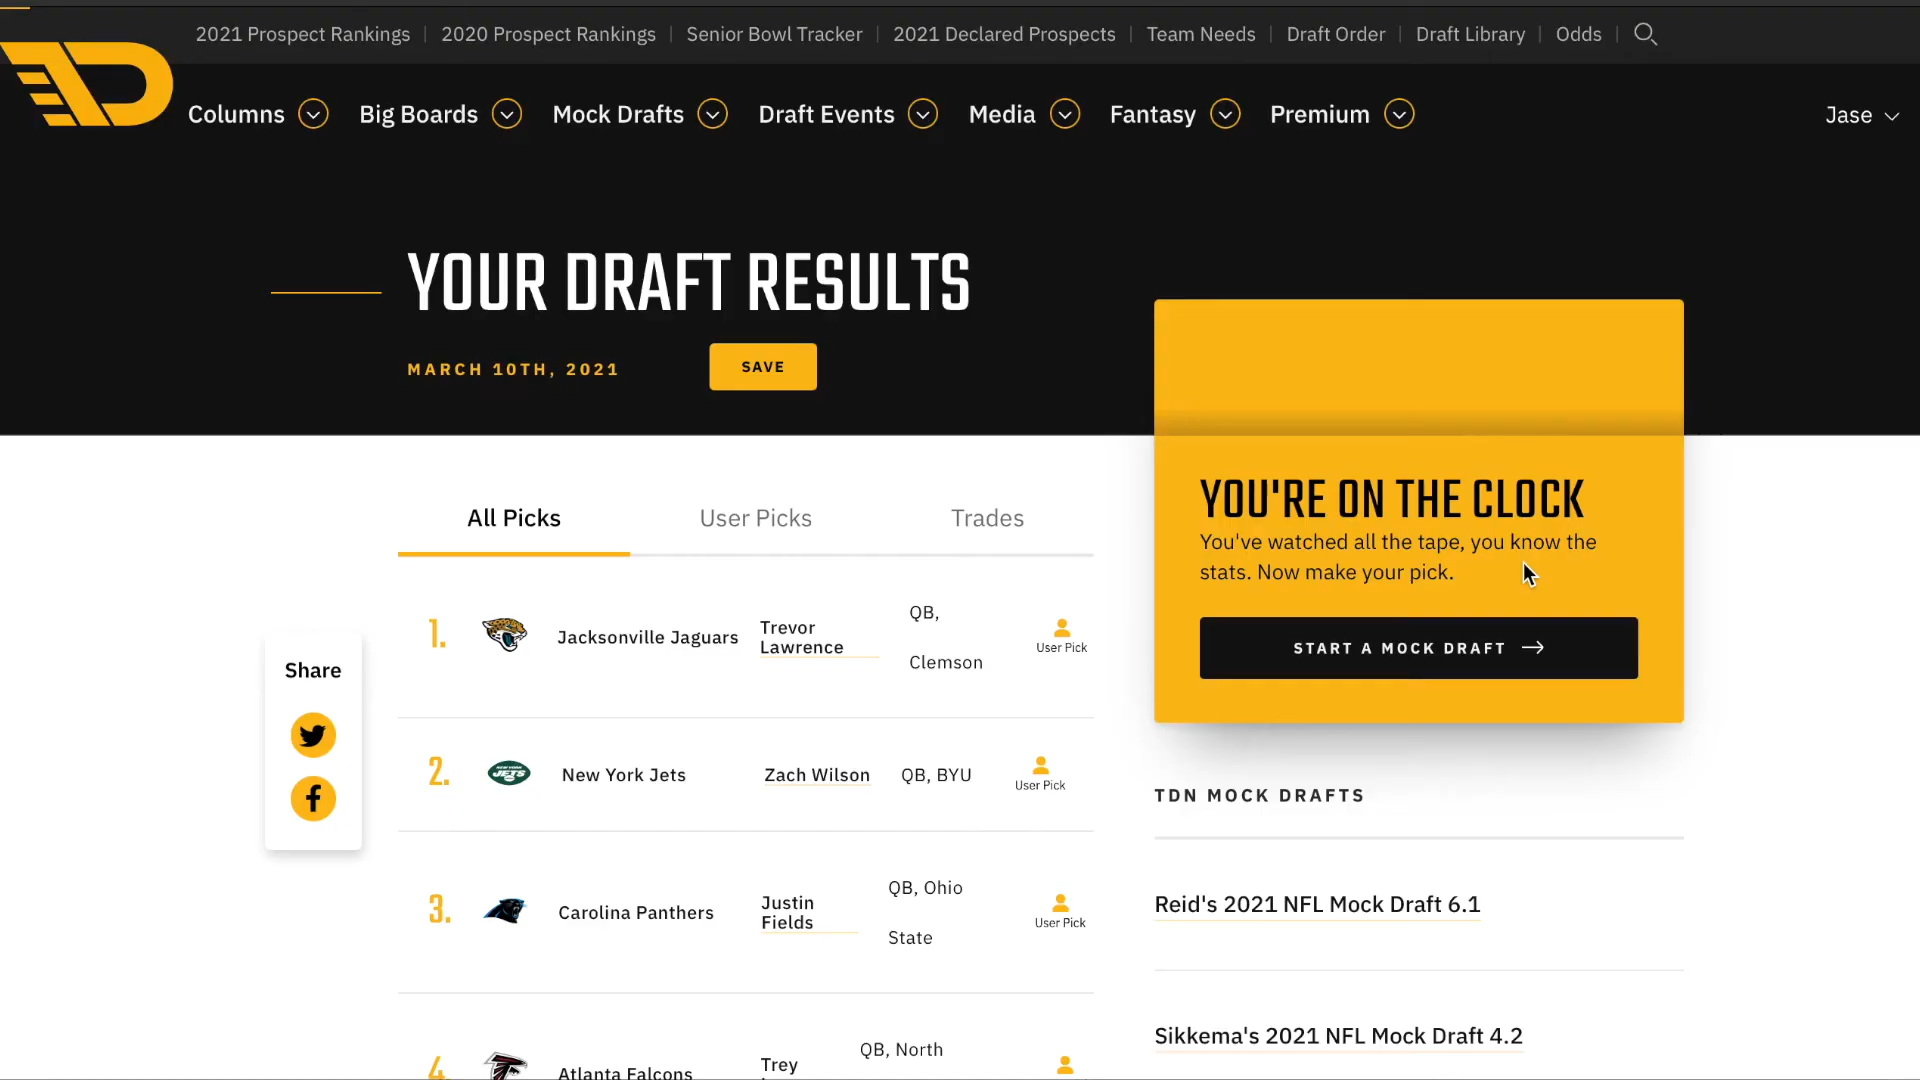 2021 Prospect Rankings | 2020 Prospect Rankings | Senior Bowl Tracker | 2021 Declared Prospects | Team Needs | Draft Order | Draft Library | Odds |
Columns Big Boards Mock Drafts Draft Events Media Fantasy Premium Jase
YOUR DRAFT RESULTS
MARCH 10TH, 2021
SAVE
All Picks User Picks Trades
1. Jacksonville Jaguars Trevor
Lawrence
QB,
Clemson
User Pick
2. New York Jets Zach Wilson QB, BYU
User Pick
3. Carolina Panthers Justin
Fields
QB, Ohio
State
User Pick
4. Atlanta Falcons Trey
QB, North
Share
YOU'RE ON THE CLOCK
You've watched all the tape, you know the
stats. Now make your pick.
START A MOCK DRAFT
TDN MOCK DRAFTS
Reid's 2021 NFL Mock Draft 6.1
Sikkema's 2021 NFL Mock Draft 4.2